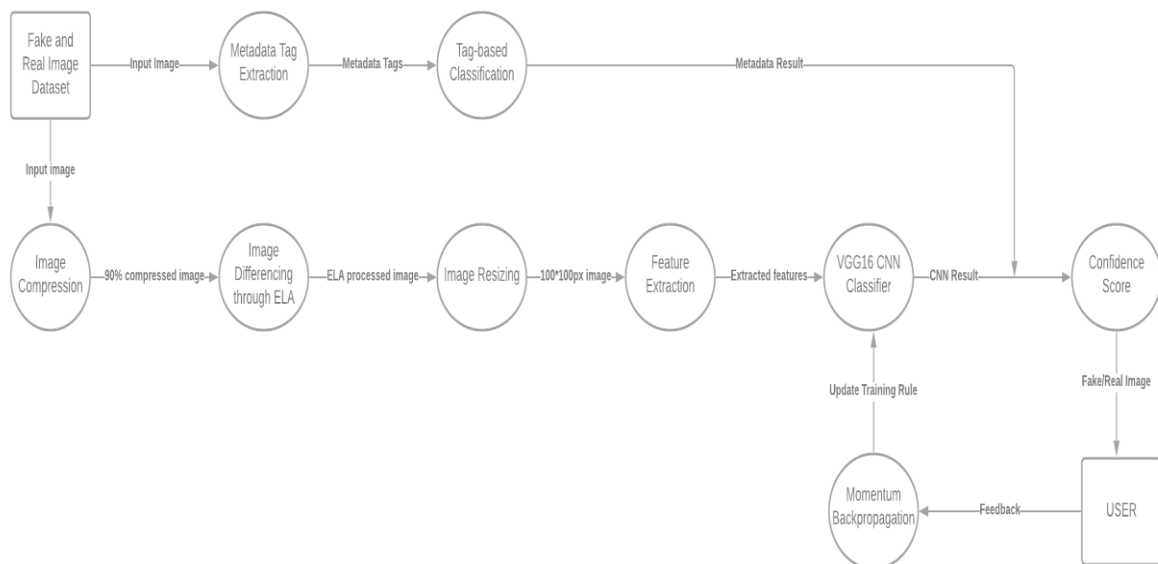 Fake and
Real Image
Dataset
Input Image
Metadata Tag
Extraction
Metadata Tags
Tag-based
Classification
Metadata Result
Input image
Image
Compression
90% compressed image
Image
Differencing
through ELA
ELA processed image
Image Resizing
100*100px image
Feature
Extraction
Extracted features
VGG16 CNN
Classifier
CNN Result
Confidence
Score
Fake/Real Image
Update Training Rule
Momentum
Backpropagation
Feedback
USER